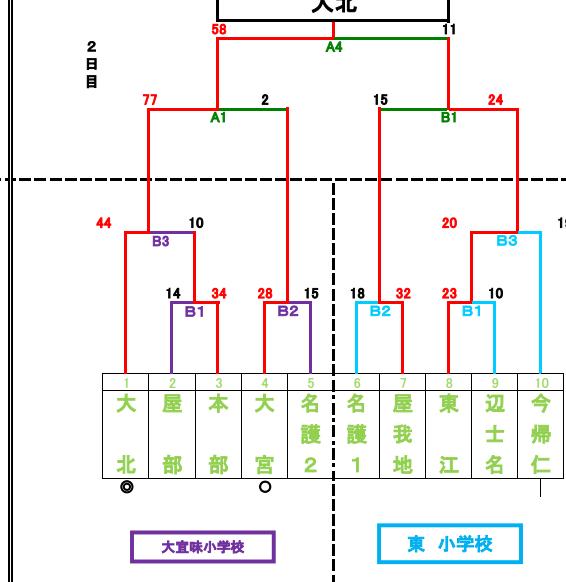 大北
58
11
A4
2日目
77
2
15
24
A1
B1
44
10
20
B3
B3
14
34
28
15
18
32
23
10
B1
B2
B2
B1
1 2 3 4 5 6 7 8 9 10
大北
屋部
本部
大宮
名護2
名護1
屋我地
東江
辺士名
今帰仁
大宜味小学校
東 小学校